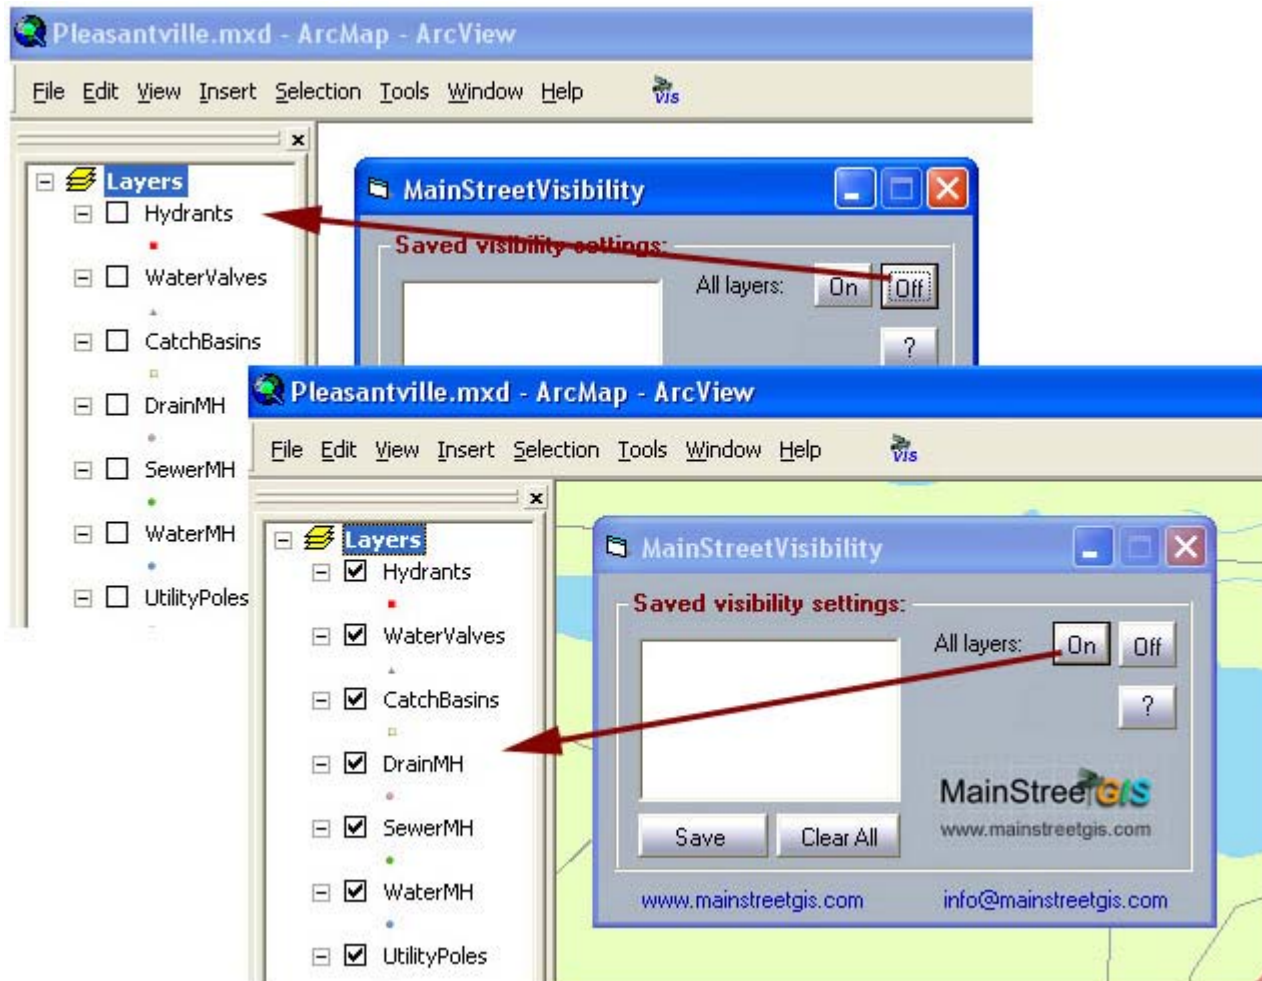 Pleasantville.mxd - ArcMap - ArcView
File Edit View Insert Selection Tools Window Help vis
Layers
Hydrants
WaterValves
CatchBasins
DrainMH
SewerMH
WaterMH
UtilityPoles
MainStreetVisibility
Saved visibility settings:
All layers: On Off
?
Pleasantville.mxd - ArcMap - ArcView
File Edit View Insert Selection Tools Window Help vis
Layers
Hydrants
WaterValves
CatchBasins
DrainMH
SewerMH
WaterMH
UtilityPoles
MainStreetVisibility
Saved visibility settings:
All layers: On Off
?
MainStreetGIS
www.mainstreetgis.com
Save Clear All
www.mainstreetgis.com info@mainstreetgis.com